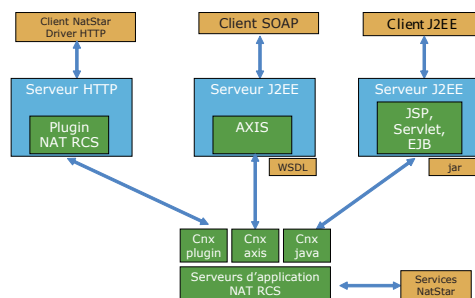 Client NatStar
Driver HTTP
Client SOAP
Client J2EE
Serveur HTTP
Serveur J2EE
Serveur J2EE
Plugin
NAT RCS
AXIS
JSP,
Servlet,
EJB
WSDL
jar
Cnx
plugin
Cnx
axis
Cnx
java
Serveurs d'application
NAT RCS
Services
NatStar